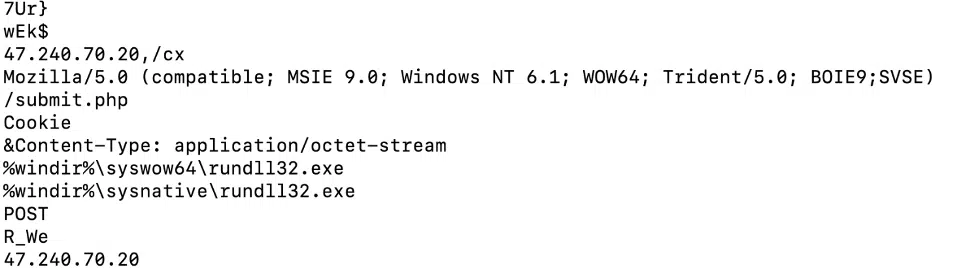 7Ur}
wEk$
47.240.70.20,/cx
Mozilla/5.0 (compatible; MSIE 9.0; Windows NT 6.1; WOW64; Trident/5.0; BOIE9;SVSE)
/submit.php
Cookie
&Content-Type: application/octet-stream
%windir%\syswow64\rundll32.exe
%windir%\sysnative\rundll32.exe
POST
R_We
47.240.70.20